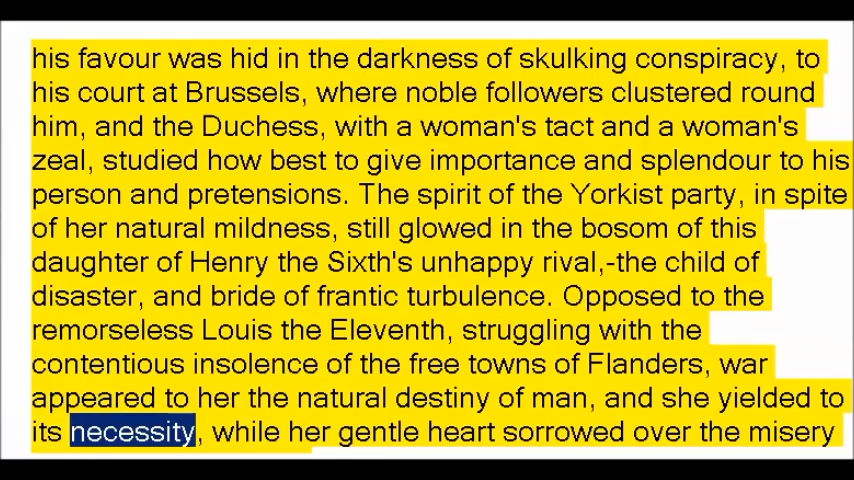 his favour was hid in the darkness of skulking conspiracy, to
his court at Brussels, where noble followers clustered round
him, and the Duchess, with a woman's tact and a woman's
zeal, studied how best to give importance and splendour to his
person and pretensions. The spirit of the Yorkist party, in spite
of her natural mildness, still glowed in the bosom of this
daughter of Henry the Sixth's unhappy rival,-the child of
disaster, and bride of frantic turbulence. Opposed to the
remorseless Louis the Eleventh, struggling with the
contentious insolence of the free towns of Flanders, war
appeared to her the natural destiny of man, and she yielded to
its necessity, while her gentle heart sorrowed over the misery